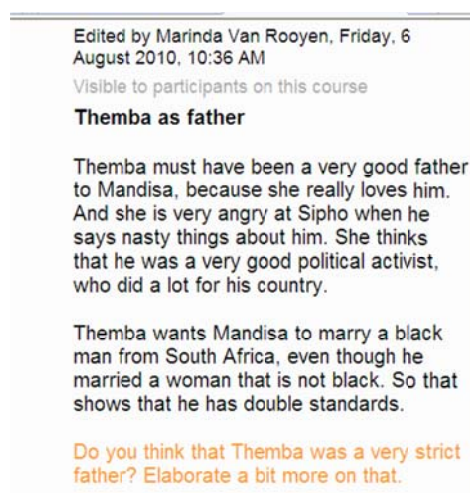 Edited by Marinda Van Rooyen, Friday, 6
August 2010, 10:36 AM
Visible to participants on this course
Themba as father
Themba must have been a very good father
to Mandisa, because she really loves him.
And she is very angry at Sipho when he
says nasty things about him. She thinks
that he was a very good political activist,
who did a lot for his country.
Themba wants Mandisa to marry a black
man from South Africa, even though he
married a woman that is not black. So that
shows that he has double standards.
Do you think that Themba was a very strict
father? Elaborate a bit more on that.